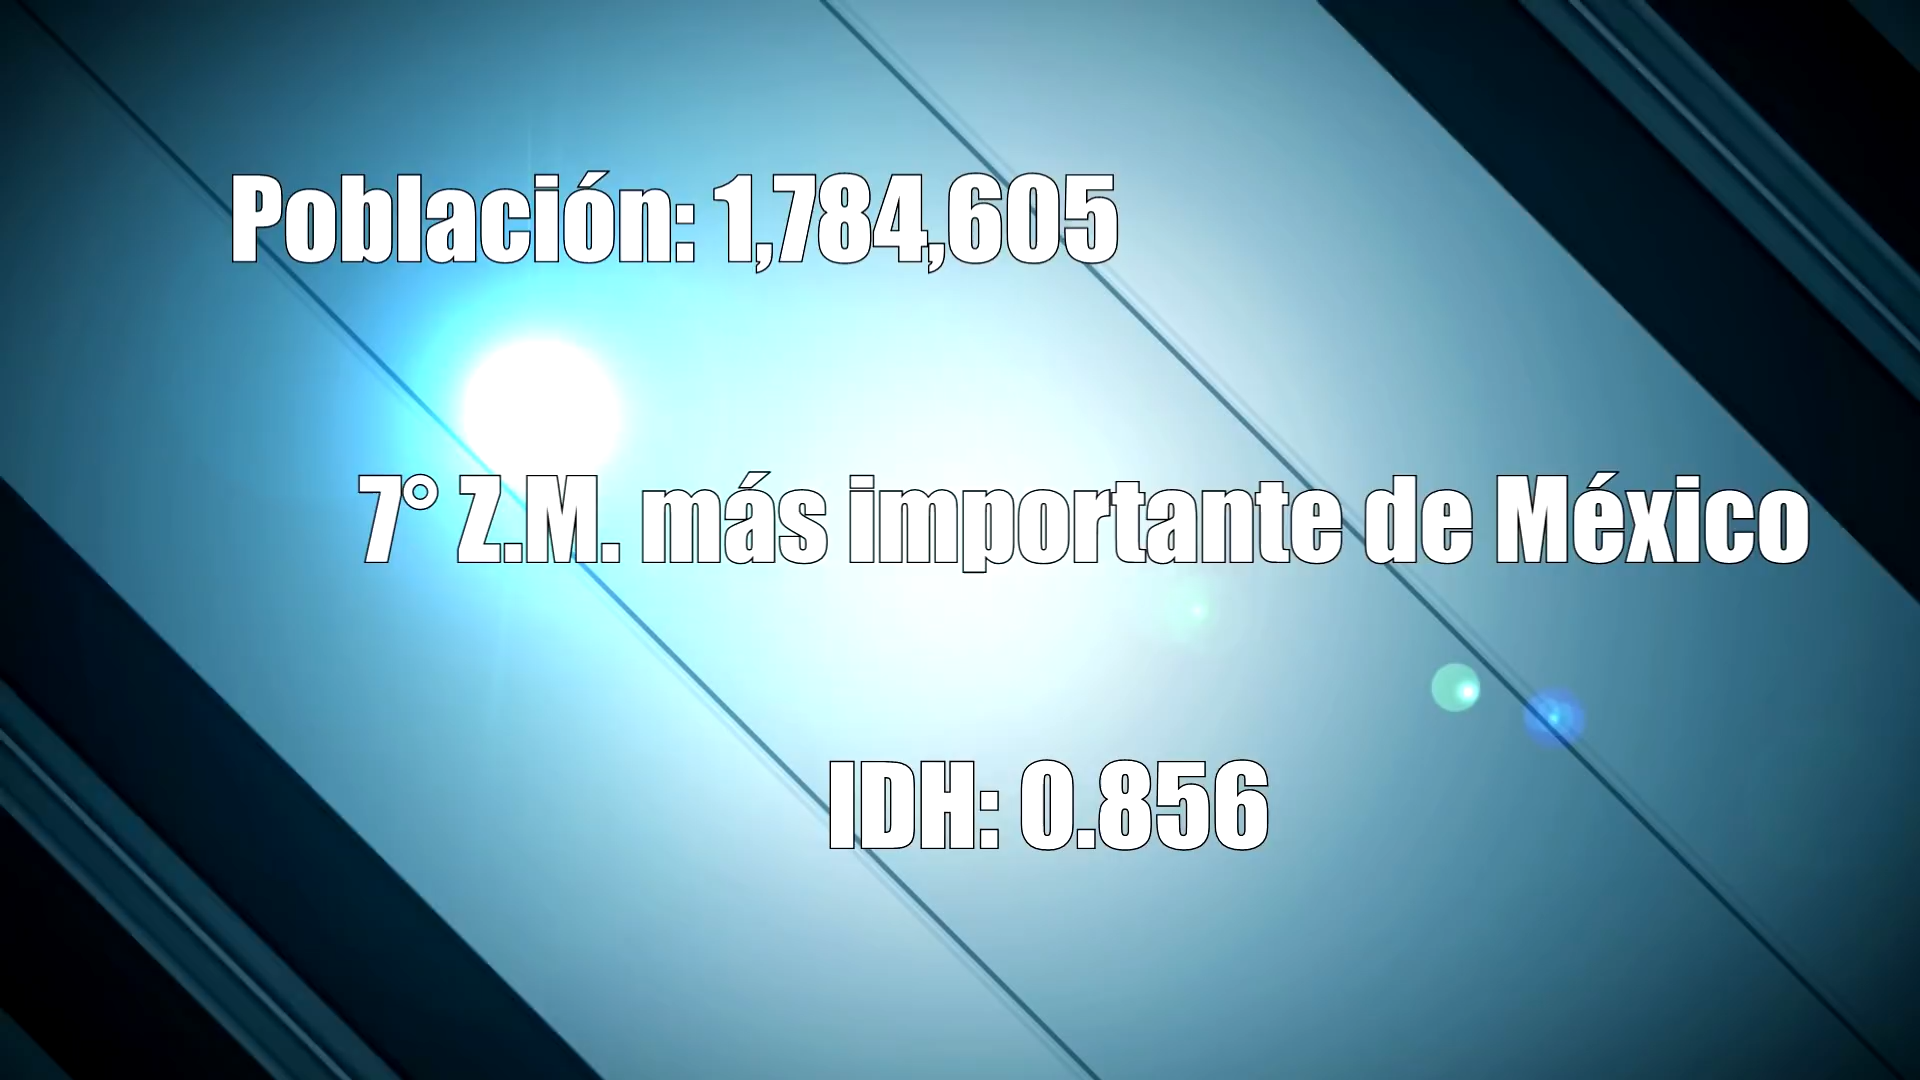 Población: 1,784,605
7° Z.M. más importante de México
IDH: 0.856